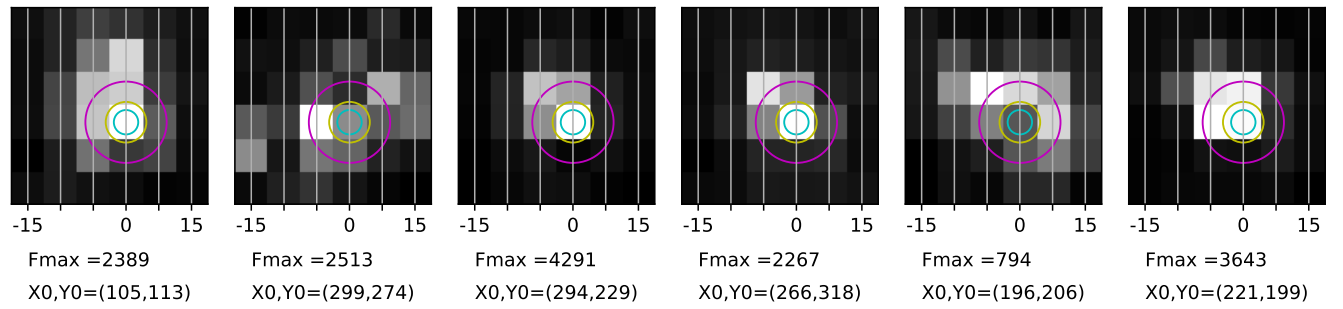 -15 0 15 -15 0 15 -15 0 15 -15 0 15 -15 0 15 -15 0 15
Fmax =2389 Fmax =2513 Fmax =4291 Fmax =2267 Fmax =794 Fmax =3643
X0,Y0=(105,113) X0,Y0=(299,274) X0,Y0=(294,229) X0,Y0=(266,318) X0,Y0=(196,206) X0,Y0=(221,199)